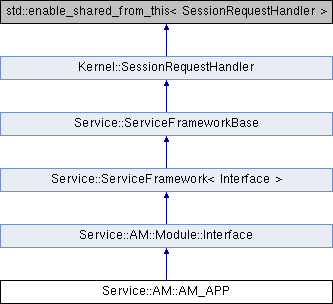 std::enable_shared_from_this< SessionRequestHandler >
Kernel::SessionRequestHandler
Service::ServiceFrameworkBase
Service::ServiceFramework< Interface >
Service::AM::Module::Interface
Service::AM::AM_APP